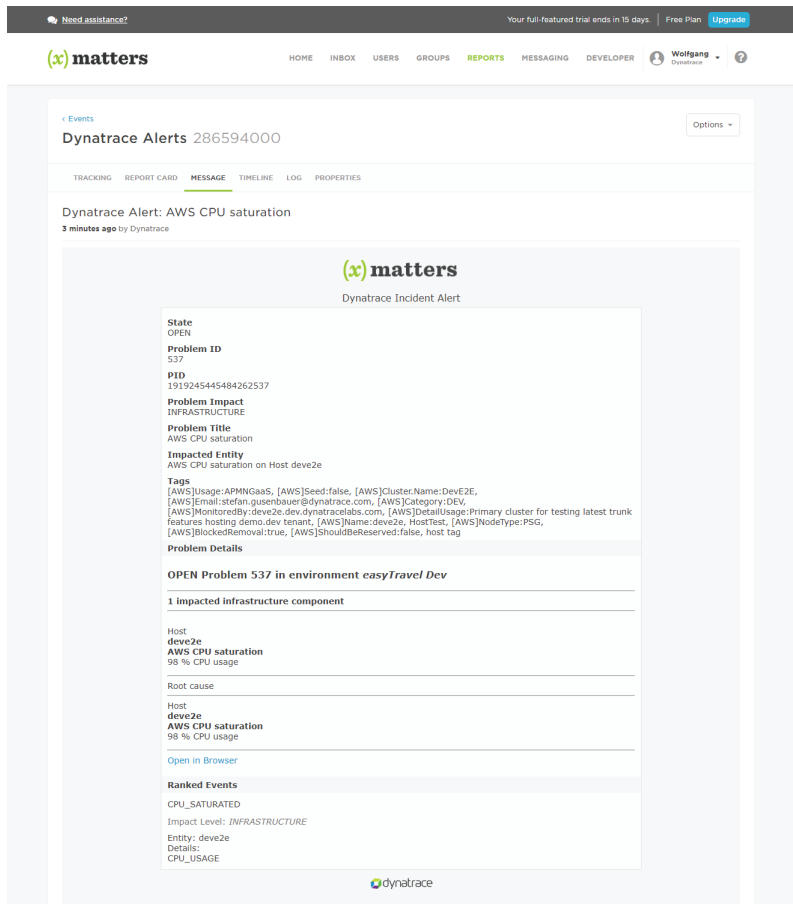 Need assistance?
Your full-featured trial ends in 15 days. Free Plan Upgrade
(x) matters
HOME INBOX USERS GROUPS REPORTS MESSAGING DEVELOPER Wolfgang
Dynatrace
?
‹ Events
Dynatrace Alerts 286594000
Options
TRACKING REPORT CARD MESSAGE TIMELINE LOG PROPERTIES
Dynatrace Alert: AWS CPU saturation
3 minutes ago by Dynatrace
(x) matters
Dynatrace Incident Alert
State
OPEN
Problem ID
537
PID
1919245445484262537
Problem Impact
INFRASTRUCTURE
Problem Title
AWS CPU saturation
Impacted Entity
AWS CPU saturation on Host deve2e
Tags
[AWS]Usage:APMNGaaS, [AWS]Seed:false, [AWS]Cluster.Name:DevE2E,
[AWS]Email:stefan.gusenbauer@dynatrace.com, [AWS]Category:DEV,
[AWS]MonitoredBy:deve2e.dev.dynatracelabs.com, [AWS]DetailUsage:Primary cluster for testing latest trunk
features hosting demo.dev tenant, [AWS]Name:deve2e, HostTest, [AWS]NodeType:PSG,
[AWS]BlockedRemoval:true, [AWS]ShouldBeReserved:false, host tag
Problem Details
OPEN Problem 537 in environment easyTravel Dev
1 impacted infrastructure component
Host
deve2e
AWS CPU saturation
98 % CPU usage
Root cause
Host
deve2e
AWS CPU saturation
98 % CPU usage
Open in Browser
Ranked Events
CPU_SATURATED
Impact Level: INFRASTRUCTURE
Entity: deve2e
Details:
CPU_USAGE
dynatrace